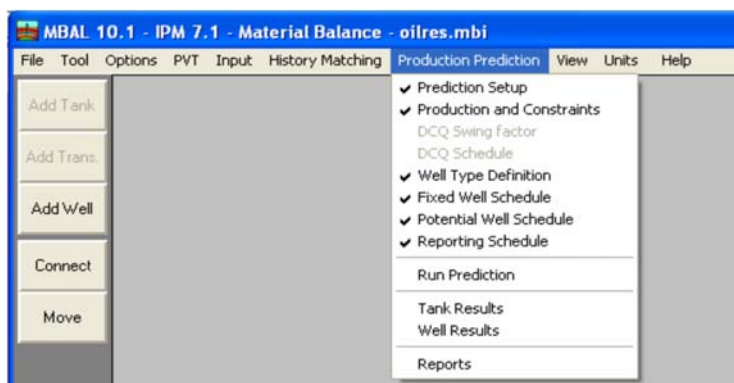 MBAL 10.1 - IPM 7.1 - Material Balance - oilres.mbi
File Tool Options PVT Input History Matching Production Prediction View Units Help
Add Tank
Add Trans.
Add Well
Connect
Move
Prediction Setup
Production and Constraints
DCQ Swing factor
DCQ Schedule
Well Type Definition
Fixed Well Schedule
Potential Well Schedule
Reporting Schedule
Run Prediction
Tank Results
Well Results
Reports